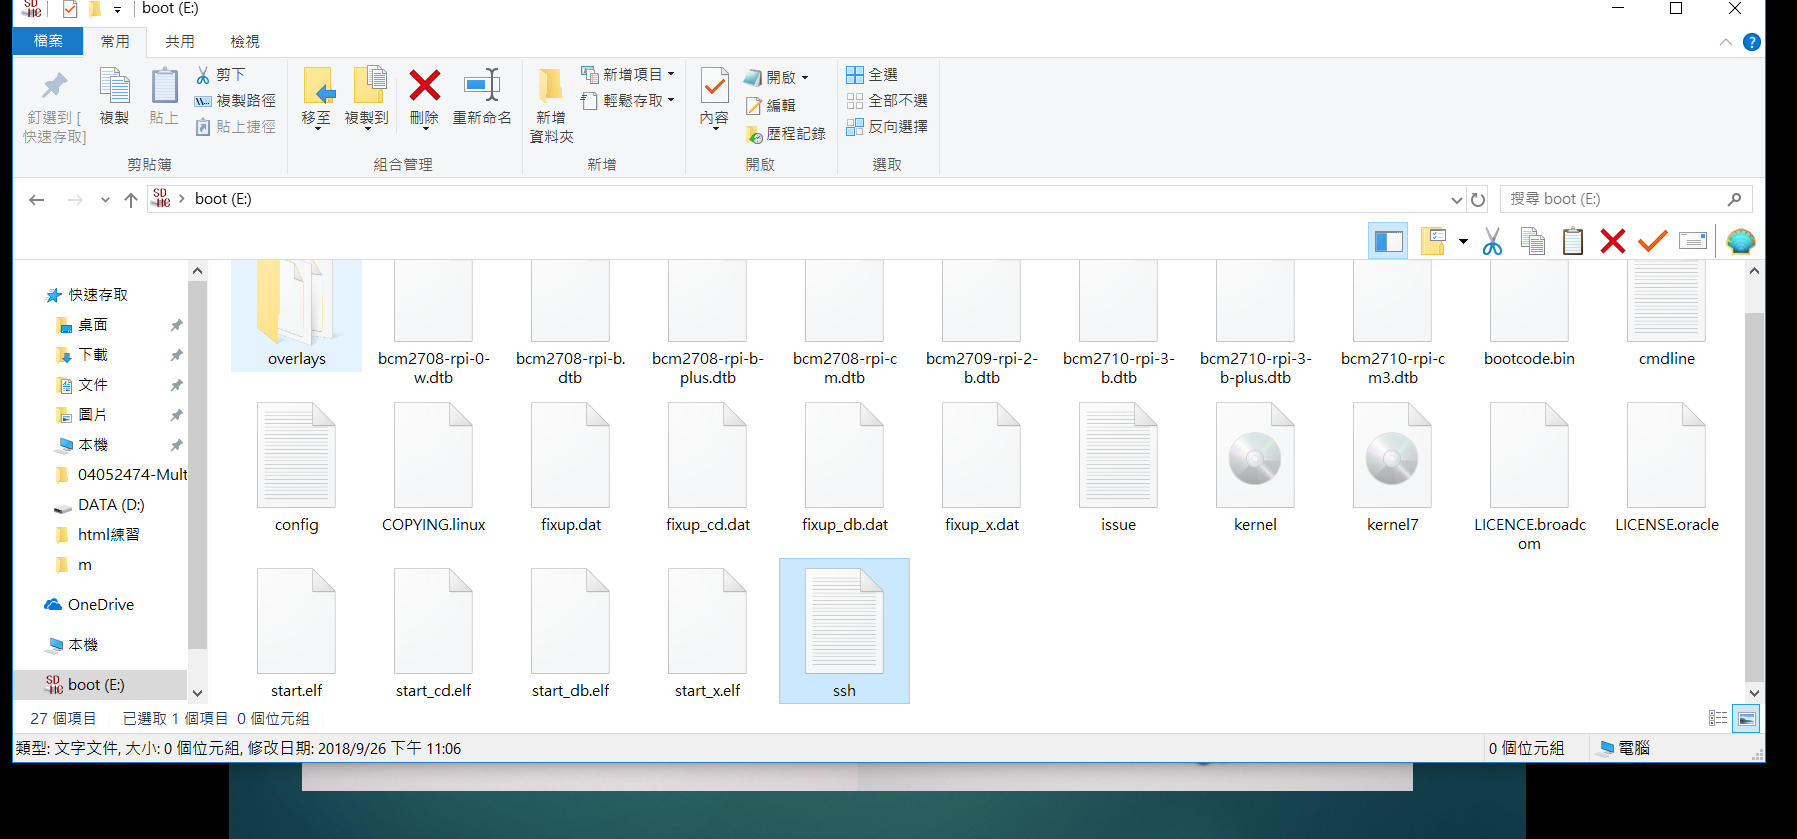 boot (E:)
檔案 常用 共用 檢視
釘選到 [
快速存取]
複製
貼上
剪下
複製路徑
貼上捷徑
剪貼簿
移至
複製到
刪除
重新命名
組合管理
新增
資料夾
新增項目
輕鬆存取
新增
內容
開啟
編輯
歷程記錄
開啟
全選
全部不選
反向選擇
選取
boot (E:)
搜尋 boot (E:)
快速存取
桌面
下載
文件
圖片
本機
04052474-Mult
DATA (D:)
html練習
m
OneDrive
本機
boot (E:)
overlays
bcm2708-rpi-0-
w.dtb
bcm2708-rpi-b.
dtb
bcm2708-rpi-b-
plus.dtb
bcm2708-rpi-c
m.dtb
bcm2709-rpi-2-
b.dtb
bcm2710-rpi-3-
b.dtb
bcm2710-rpi-3-
b-plus.dtb
bcm2710-rpi-c
m3.dtb
bootcode.bin
cmdline
config
COPYING.linux
fixup.dat
fixup_cd.dat
fixup_db.dat
fixup_x.dat
issue
kernel
kernel7
LICENCE.broadc
om
LICENSE.oracle
start.elf
start_cd.elf
start_db.elf
start_x.elf
ssh
27 個項目 已選取 1 個項目 0 個位元組
類型: 文字文件, 大小: 0 個位元組, 修改日期: 2018/9/26 下午 11:06
0 個位元組
電腦